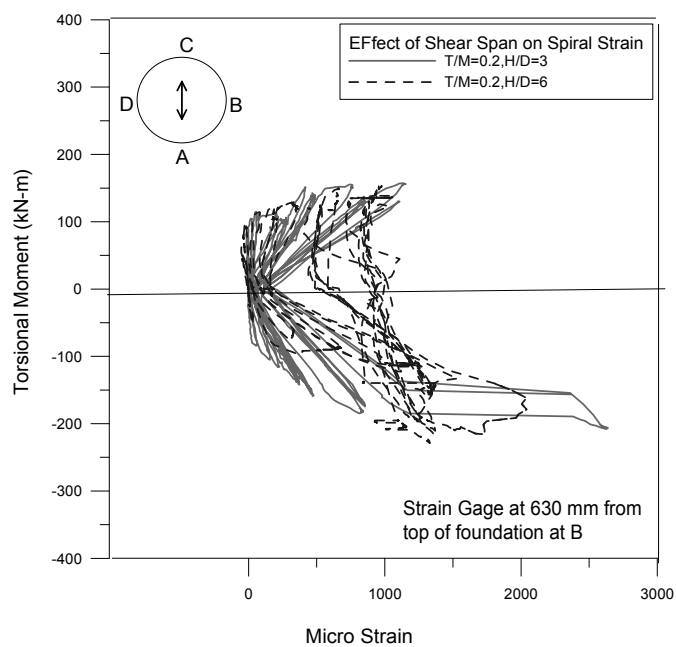 400
300
200
100
0
-100
-200
-300
-400
Torsional Moment (kN-m)
C
D
B
A
EFfect of Shear Span on Spiral Strain
T/M=0.2,H/D=3
T/M=0.2,H/D=6
Strain Gage at 630 mm from
top of foundation at B
0 1000 2000 3000
Micro Strain